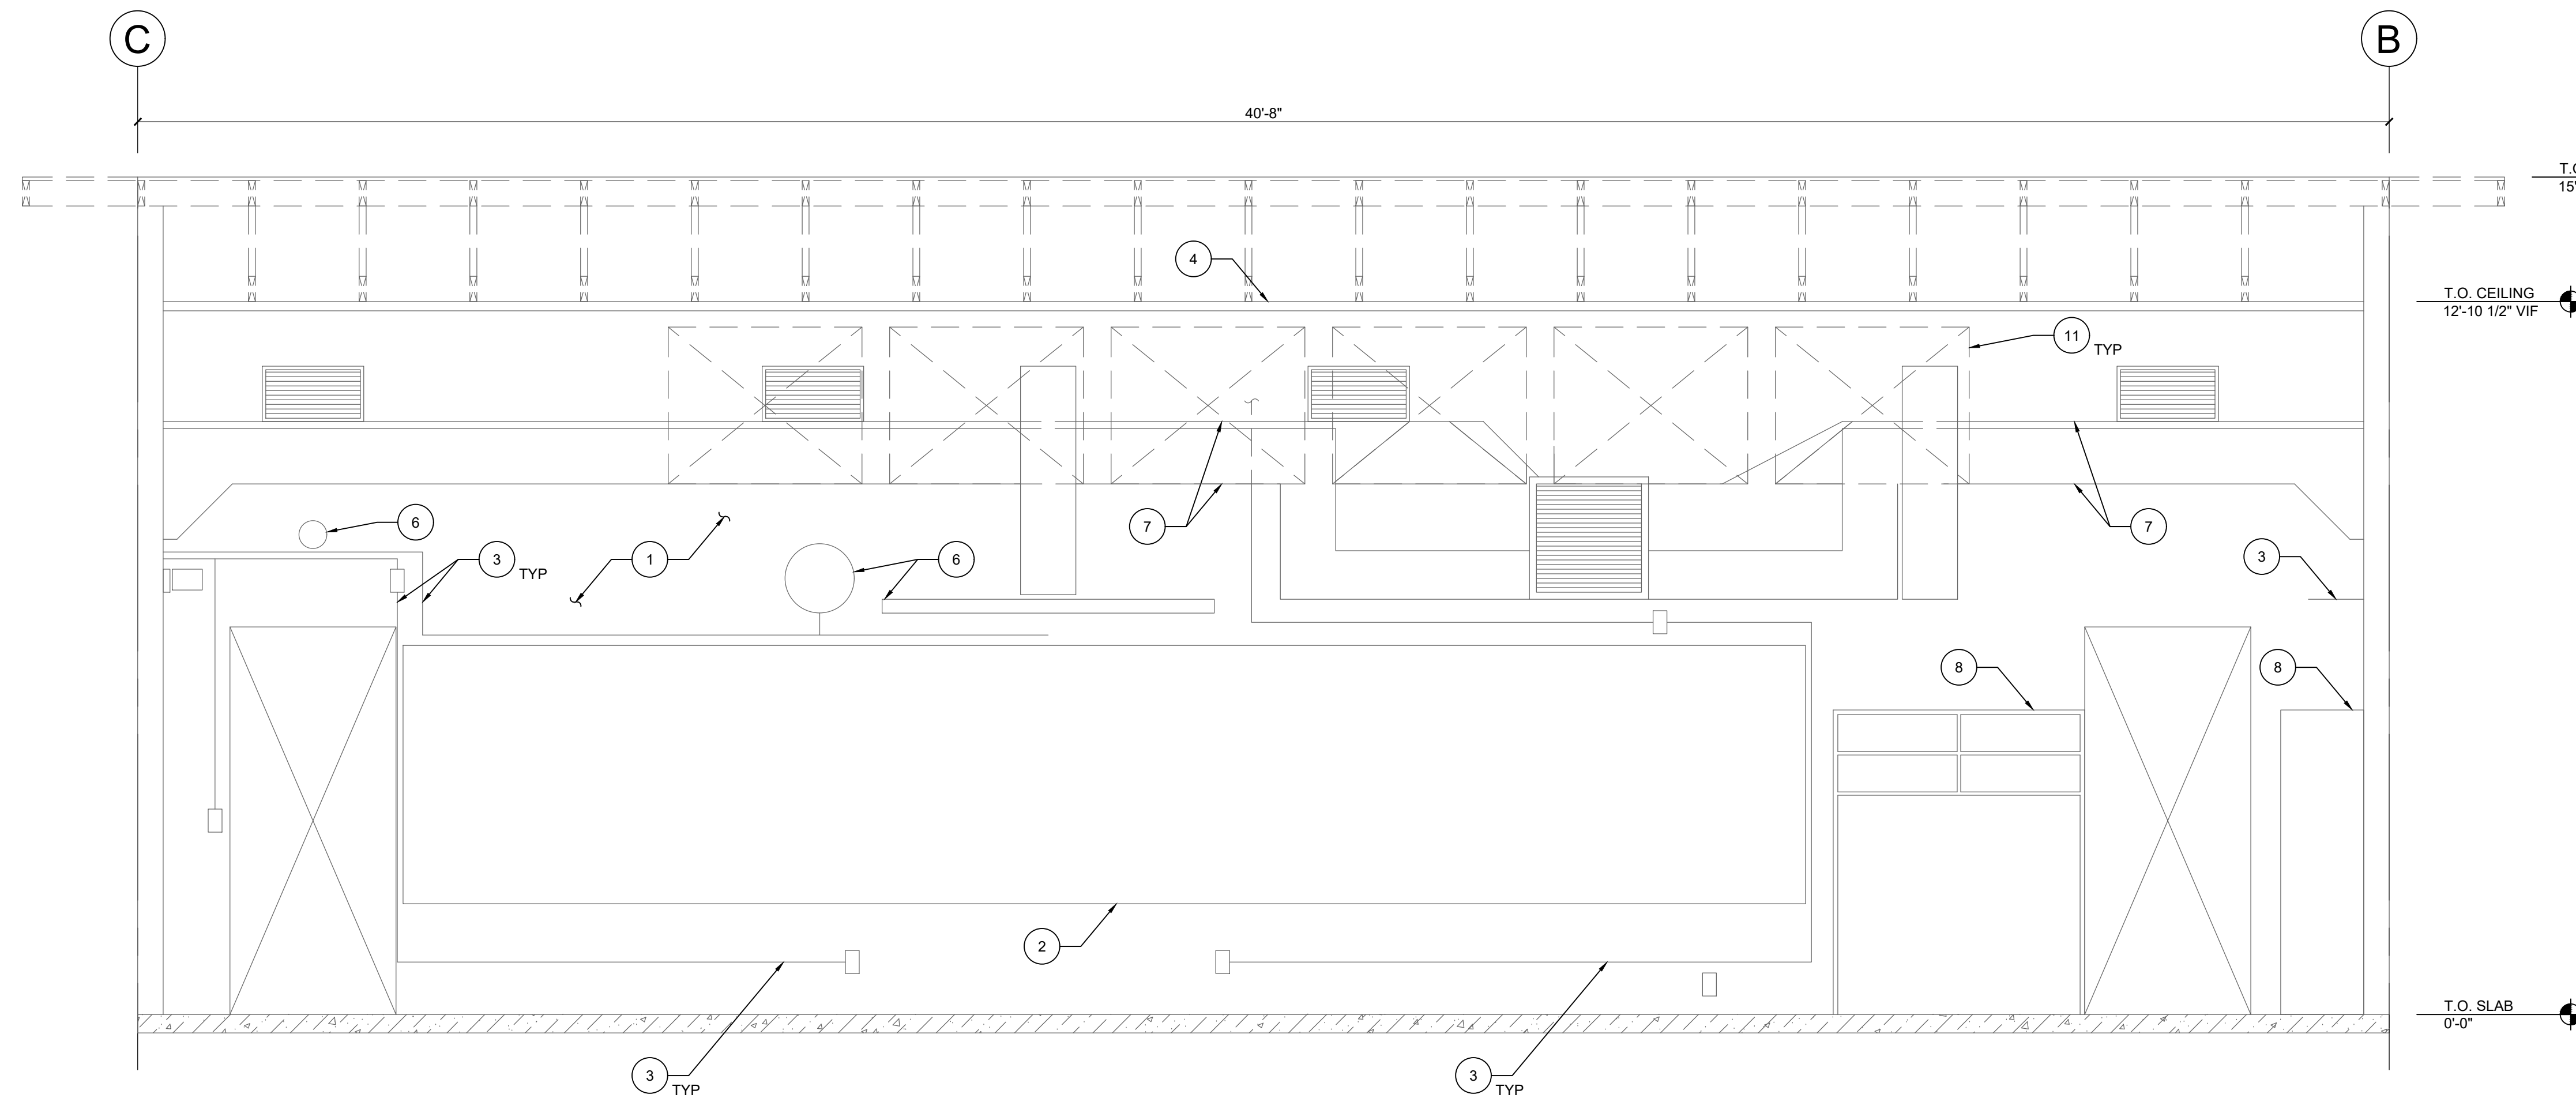 C
B
40'-8"
4
T.O. CEILING
12'-10 1/2" VIF
11
TYP
6
3
TYP
1
7
6
7
3
8
8
2
T.O. SLAB
0'-0"
3
TYP
3
TYP